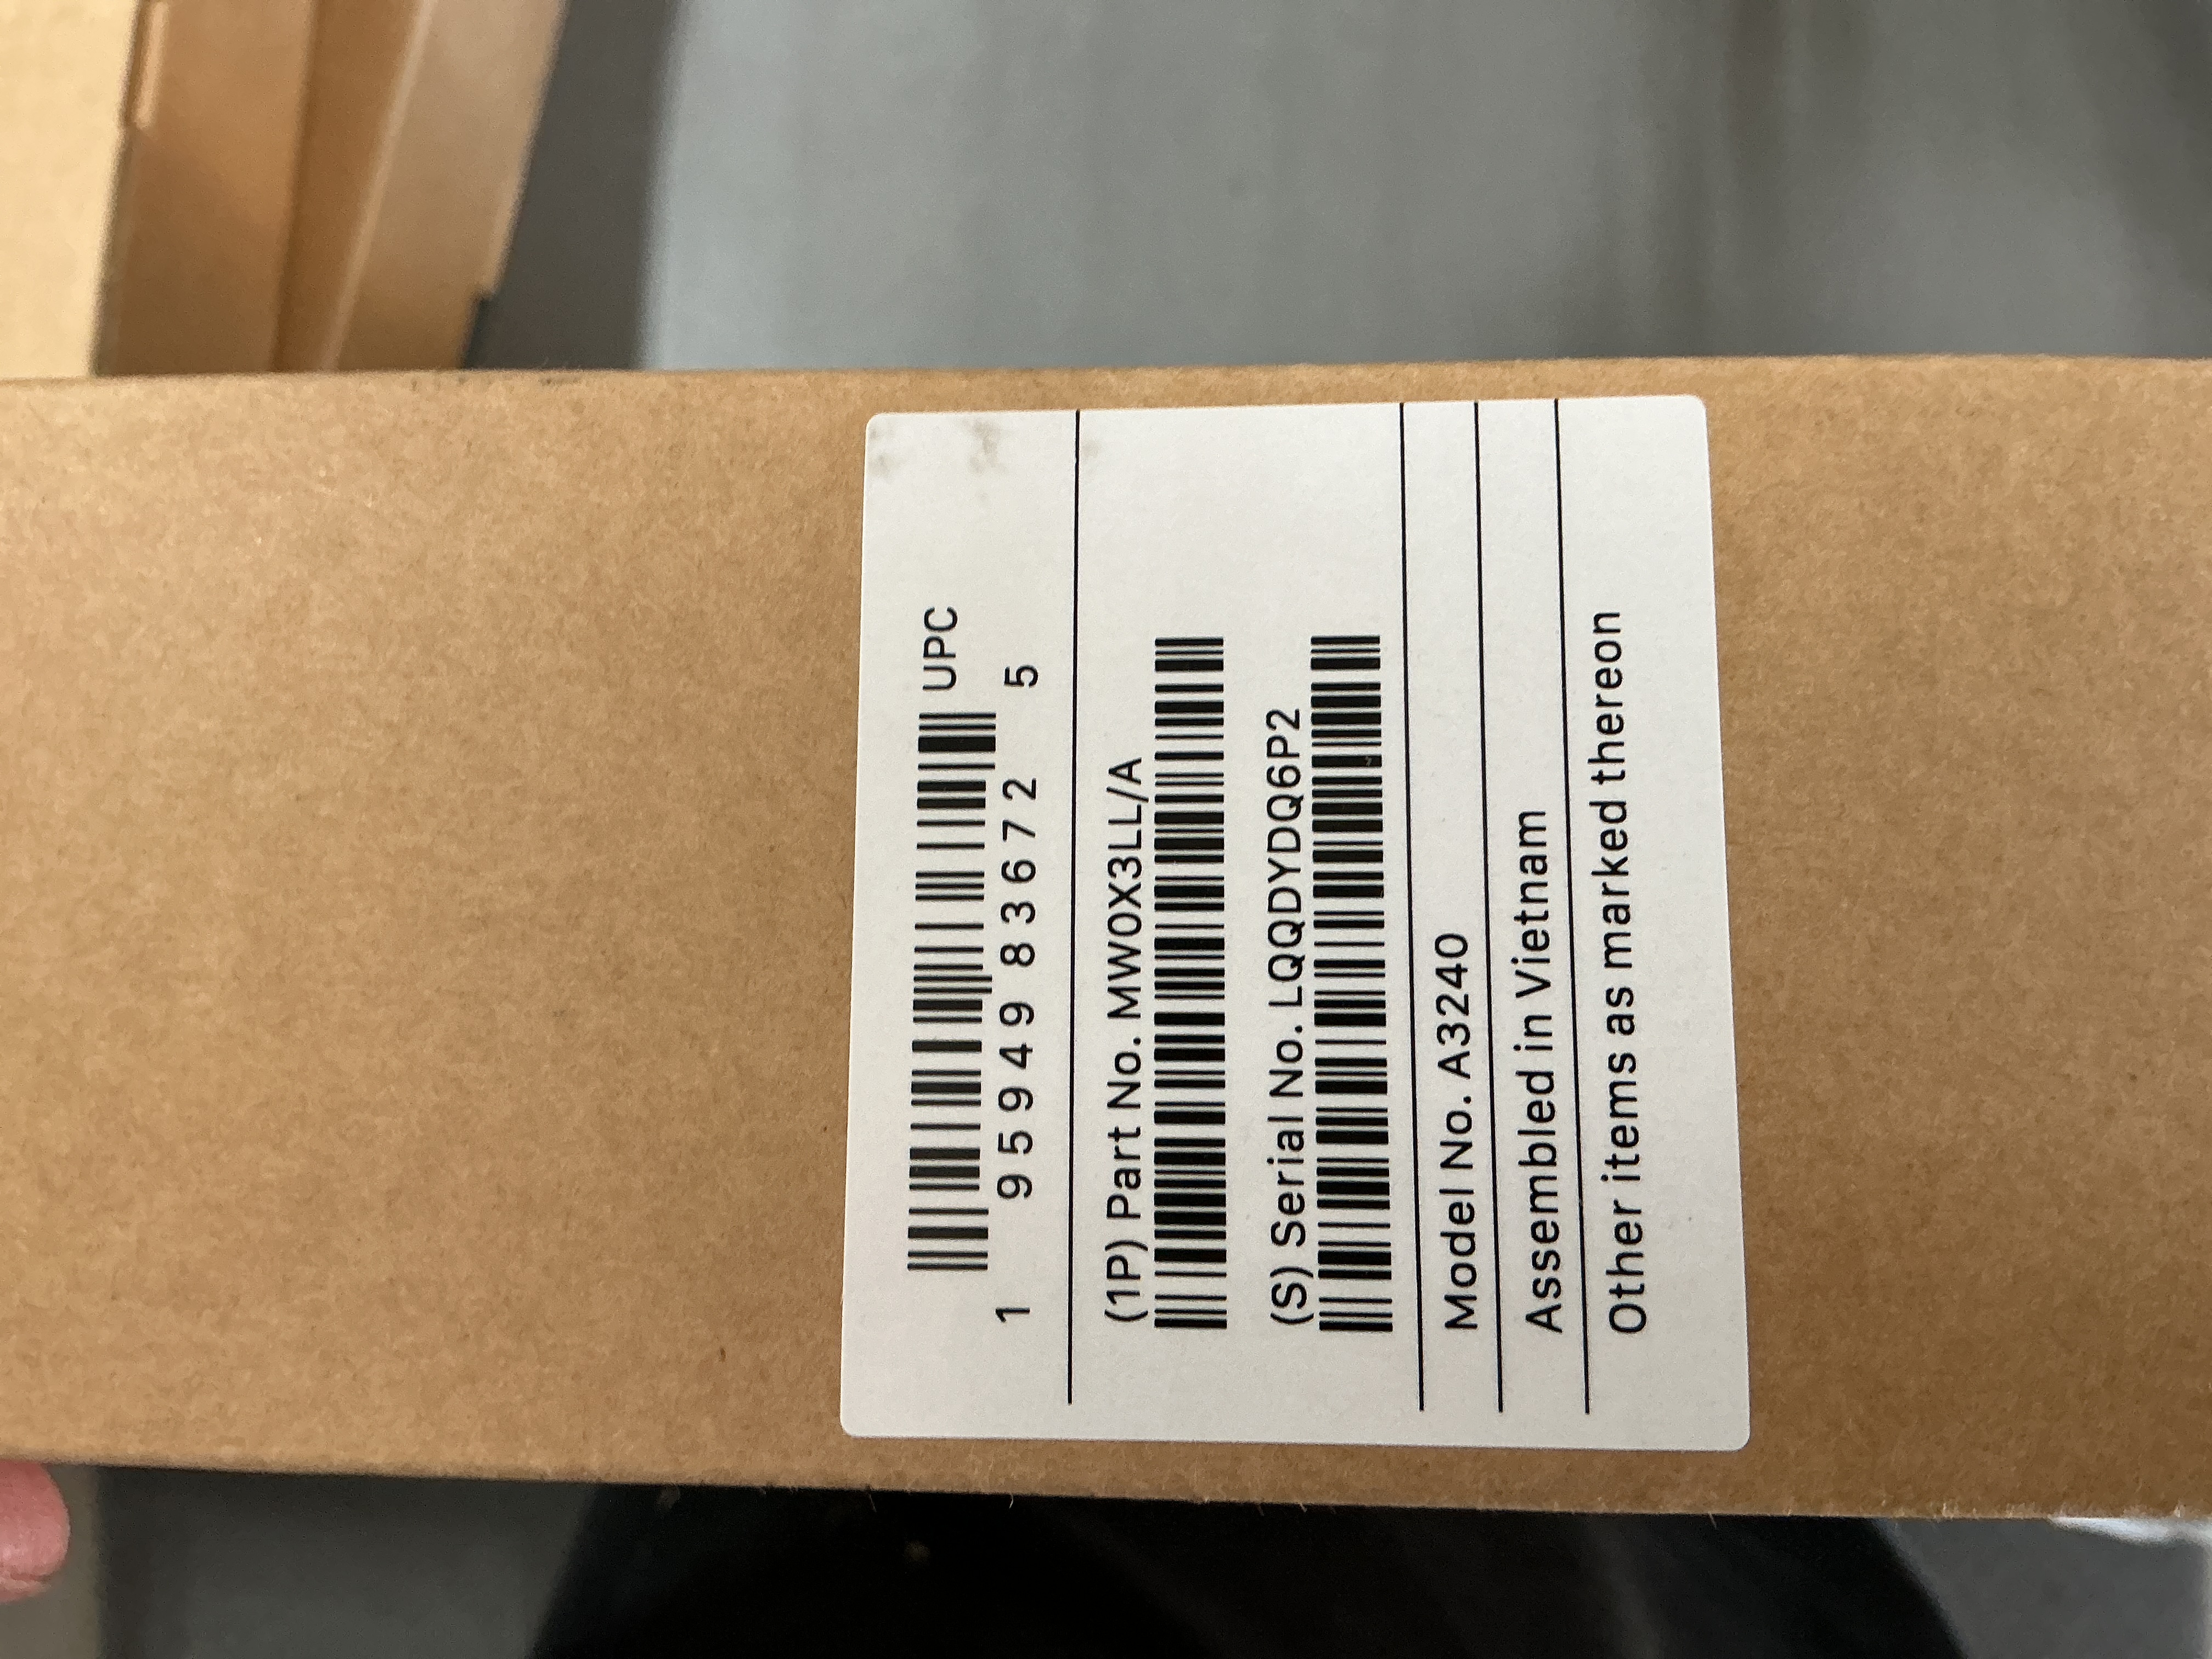 UPC
1 95949 83672 5
(1P) Part No. MW0X3LL/A
(S) Serial No. LQQDYDQ6P2
Model No. A3240
Assembled in Vietnam
Other items as marked thereon